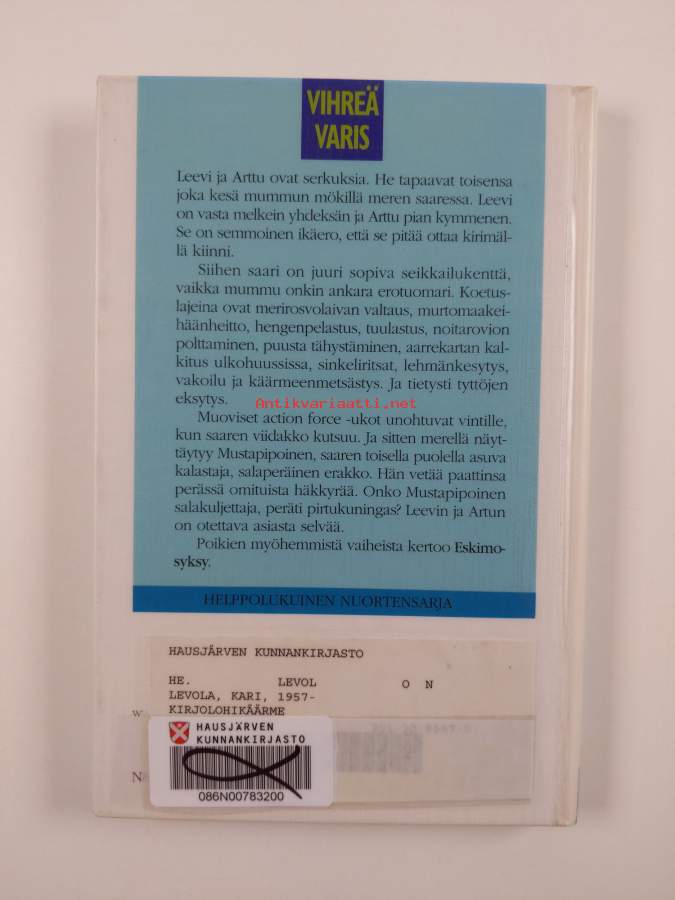 VIHREÄ
VARIS
Leevi ja Arttu ovat serkuksia. He tapaavat toisensa
joka kesä mummun mökillä meren saaressa. Leevi
on vasta melkein yhdeksän ja Arttu pian kymmenen.
Se on semmoinen ikäero, että se pitää ottaa kirimäl-
lä kiinni.
Siihen saari on juuri sopiva seikkailukenttä,
vaikka mummu onkin ankara erotuomari. Koetus-
lajeina ovat merirosvolaivan valtaus, murtomaakei-
häänheitto, hengenpelastus, tuulastus, noitarovion
polttaminen, puusta tähystäminen, aarrekartan kal-
kitus ulkohuussissa, sinkeliritsat, lehmänkesytys,
vakoilu ja käärmeenmetsästys. Ja tietysti tyttöjen
eksytys.
Antikvariaatti.net
Muoviset action force -ukot unohtuvat vintille,
kun saaren viidakko kutsuu. Ja sitten merellä näyt-
täytyy Mustapipoinen, saaren toisella puolella asuva
kalastaja, salaperäinen erakko. Hän vetää paattinsa
perässä omituista häkkyrää. Onko Mustapipoinen
salakuljettaja, peräti pirtukuningas? Leevin ja Artun
on otettava asiasta selvää.
Poikien myöhemmistä vaiheista kertoo Eskimo-
syksy.
HELPPOLUKUINEN NUORTENSARJA
HAUSJÄRVEN KUNNANKIRJASTO
HE. LEVOL O N
LEVOLA, KARI, 1957-
KIRJOLOHIKÄÄRME
HAUSJÄRVEN
KUNNANKIRJASTO
086N00783200